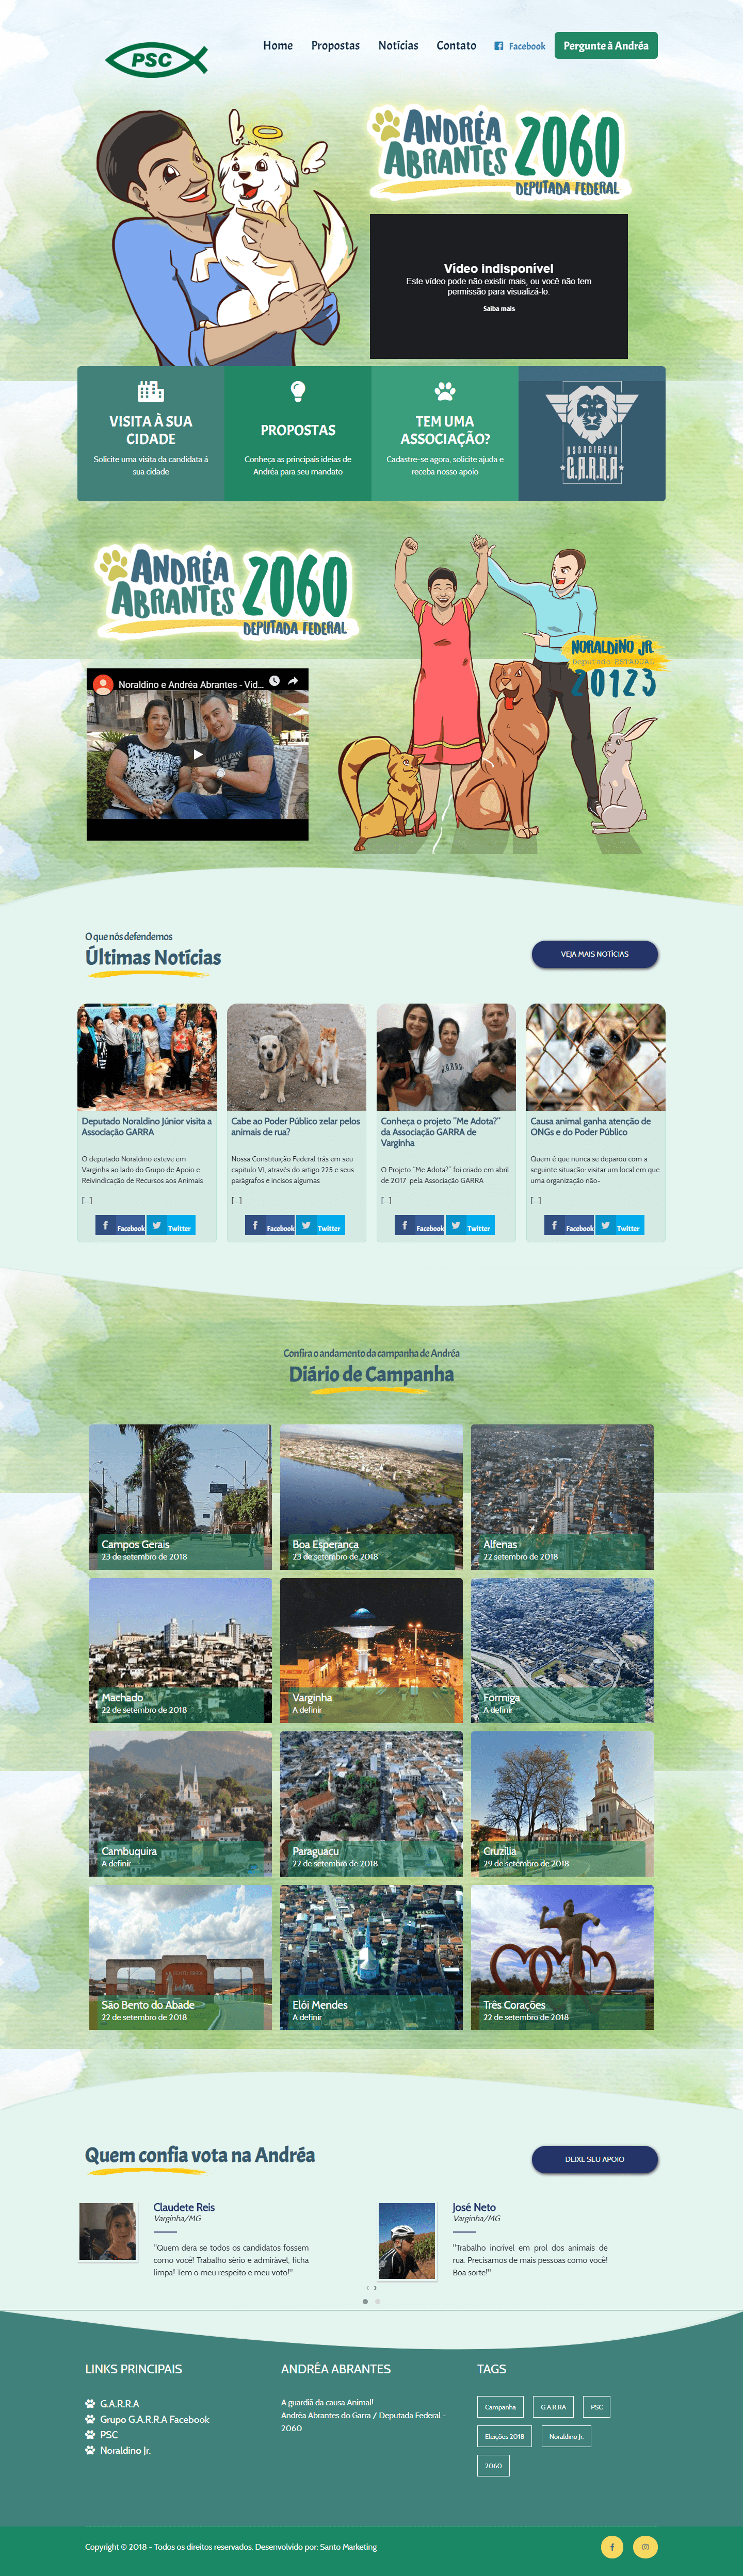 PSC
Home
Propostas
Notícias
Contato
Facebook
Pergunte à Andréa
ANDRÉA
ABRANTES 2060
DEPUTADA FEDERAL
Vídeo indisponível
Este vídeo pode não existir mais, ou você não tem
permissão para visualizá-lo.
Saiba mais
VISITA À SUA
CIDADE
Solicite uma visita da candidata à
sua cidade
PROPOSTAS
Conheça as principais ideias de
Andréa para seu mandato
TEM UMA
ASSOCIAÇÃO?
Cadastre-se agora, solicite ajuda e
receba nosso apoio
ASSOCIAÇÃO
G.A.R.R.A
ANDRÉA
ABRANTES 2060
DEPUTADA FEDERAL
NORALDINO JR
Deputado ESTADUAL
20123
Noraldino e Andréa Abrantes - Vid...
O que nós defendemos
Últimas Notícias
VEJA MAIS NOTÍCIAS
Deputado Noraldino Júnior visita a
Associação GARRA
O deputado Noraldino esteve em
Varginha ao lado do Grupo de Apoio e
Reivindicação de Recursos aos Animais
[...]
Facebook
Twitter
Cabe ao Poder Público zelar pelos
animais de rua?
Nossa Constituição Federal trás em seu
capitulo VI, através do artigo 225 e seus
parágrafos e incisos algumas
[...]
Facebook
Twitter
Conheça o projeto "Me Adota?"
da Associação GARRA de
Varginha
O Projeto "Me Adota?" foi criado em abril
de 2017 pela Associação GARRA
[...]
Facebook
Twitter
Causa animal ganha atenção de
ONGs e do Poder Público
Quem é que nunca se deparou com a
seguinte situação: visitar um local em que
uma organização não-
[...]
Facebook
Twitter
Confira o andamento da campanha de Andréa
Diário de Campanha
Campos Gerais
23 de setembro de 2018
Boa Esperança
23 de setembro de 2018
Alfenas
22 setembro de 2018
Machado
22 de setembro de 2018
Varginha
A definir
Formiga
A definir
Cambuquira
A definir
Paraguaçu
22 de setembro de 2018
Cruzília
29 de setembro de 2018
São Bento do Abade
22 de setembro de 2018
Elói Mendes
A definir
Três Corações
22 de setembro de 2018
Quem confia vota na Andréa
DEIXE SEU APOIO
Claudete Reis
Varginha/MG
"Quem dera se todos os candidatos fossem
como você! Trabalho sério e admirável, ficha
limpa! Tem o meu respeito e meu voto!"
José Neto
Varginha/MG
"Trabalho incrível em prol dos animais de
rua. Precisamos de mais pessoas como você!
Boa sorte!"
‹ ›
LINKS PRINCIPAIS
G.A.R.R.A
Grupo G.A.R.R.A Facebook
PSC
Noraldino Jr.
ANDRÉA ABRANTES
A guardiã da causa Animal!
Andréa Abrantes do Garra / Deputada Federal -
2060
TAGS
Campanha
G.A.R.RA
PSC
Eleições 2018
Noraldino Jr.
2060
Copyright © 2018 - Todos os direitos reservados. Desenvolvido por: Santo Marketing